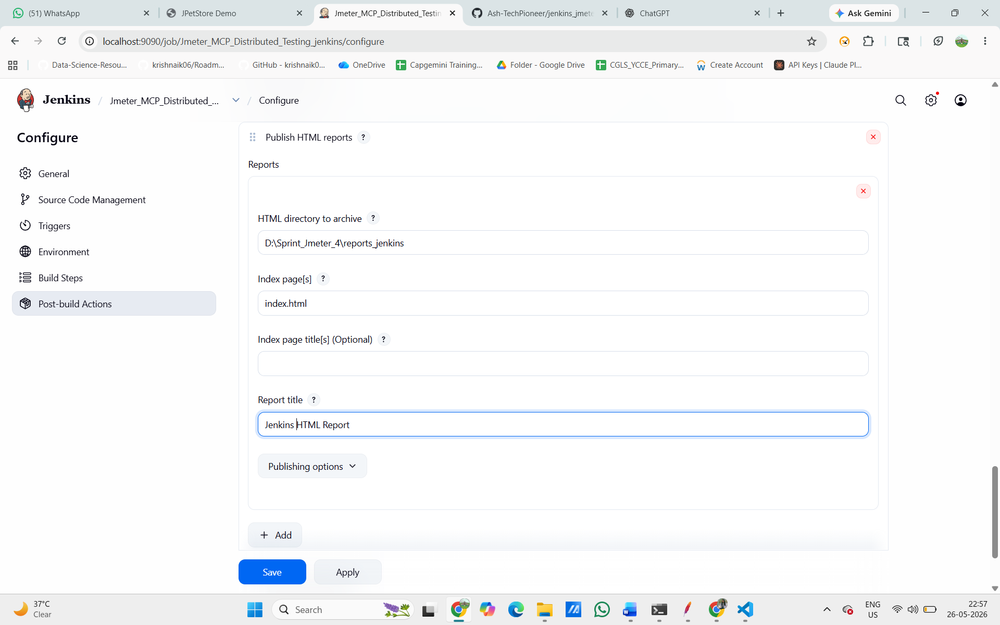 (51) WhatsApp
JPetStore Demo
Jmeter_MCP_Distributed_Testin
Ash-TechPioneer/jenkins_jmete
ChatGPT
Ask Gemini
localhost:9090/job/Jmeter_MCP_Distributed_Testing_jenkins/configure
Data-Science-Resou...
krishnaik06/Roadm...
GitHub - krishnaik0...
OneDrive
Capgemini Training...
Folder - Google Drive
CGLS_YCCE_Primary...
Create Account
API Keys | Claude Pl...
Jenkins / Jmeter_MCP_Distributed_... / Configure
Configure
General
Source Code Management
Triggers
Environment
Build Steps
Post-build Actions
Publish HTML reports ?
Reports
HTML directory to archive ?
D:\Sprint_Jmeter_4\reports_jenkins
Index page[s] ?
index.html
Index page title[s] (Optional) ?
Report title ?
Jenkins HTML Report
Publishing options
+ Add
Save
Apply
37°C
Clear
Search
ENG
US
22:57
26-05-2026